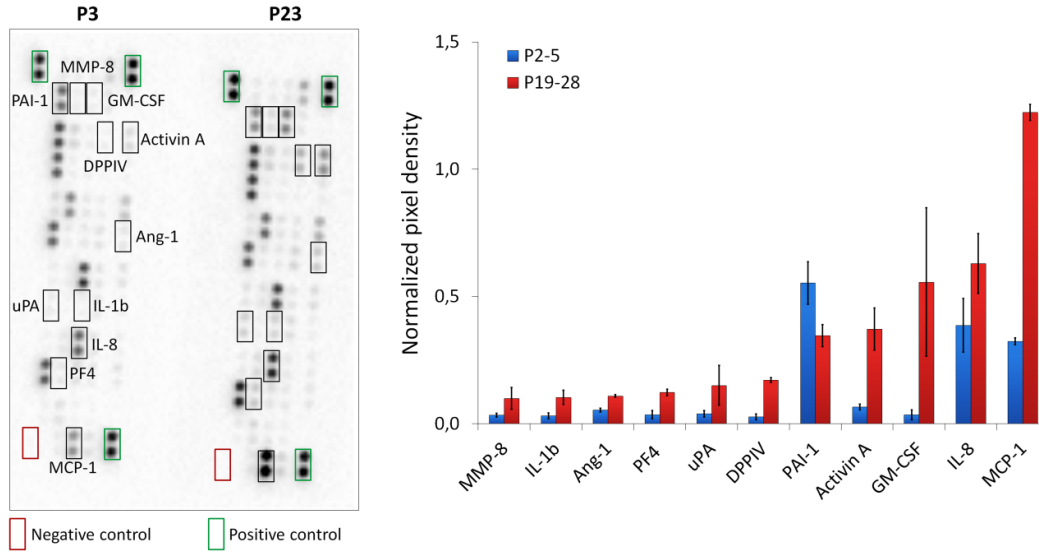 P3 P23
MMP-8
PAI-1 GM-CSF
Activin A
DPPIV
Ang-1
uPA IL-1b
IL-8
PF4
MCP-1
Negative control Positive control
Normalized pixel density
1,5
1,0
0,5
0,0
P2-5
P19-28
MMP-8
IL-1b
Ang-1
PF4
uPA
DPPIV
PAI-1
Activin A
GM-CSF
IL-8
MCP-1